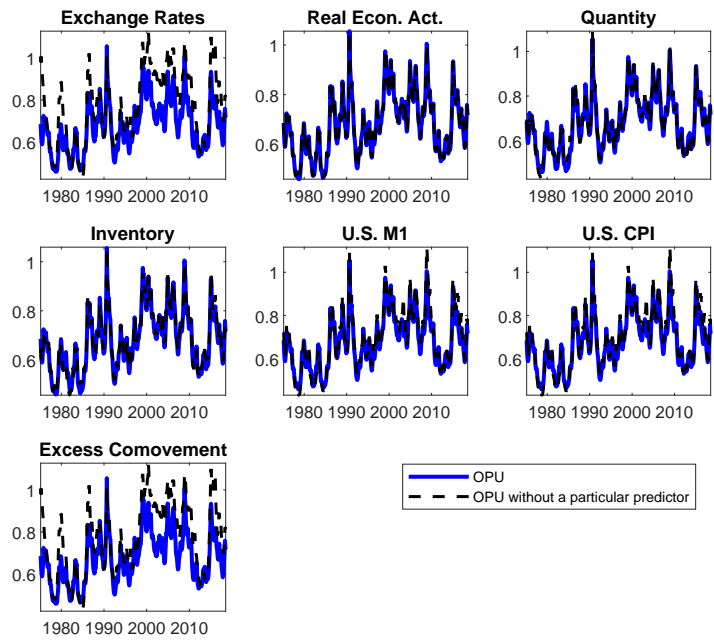 Exchange Rates
1
0.8
0.6
1980 1990 2000 2010
Real Econ. Act.
1
0.8
0.6
1980 1990 2000 2010
Quantity
1
0.8
0.6
1980 1990 2000 2010
Inventory
1
0.8
0.6
1980 1990 2000 2010
U.S. M1
1
0.8
0.6
1980 1990 2000 2010
U.S. CPI
1
0.8
0.6
1980 1990 2000 2010
Excess Comovement
1
0.8
0.6
1980 1990 2000 2010
OPU
OPU without a particular predictor